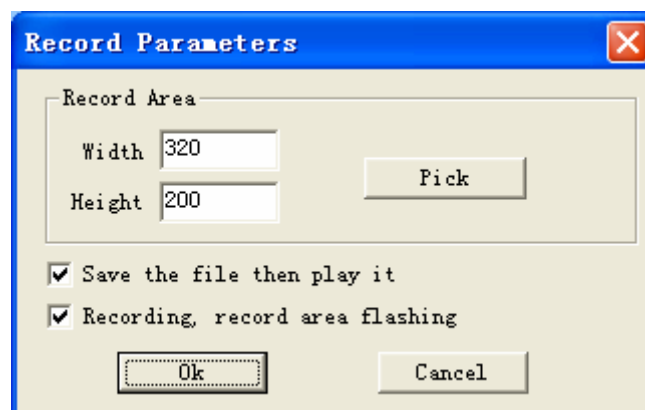 Record Parameters
Record Area
Width 320
Pick
Height 200
Save the file then play it
Recording, record area flashing
Ok Cancel